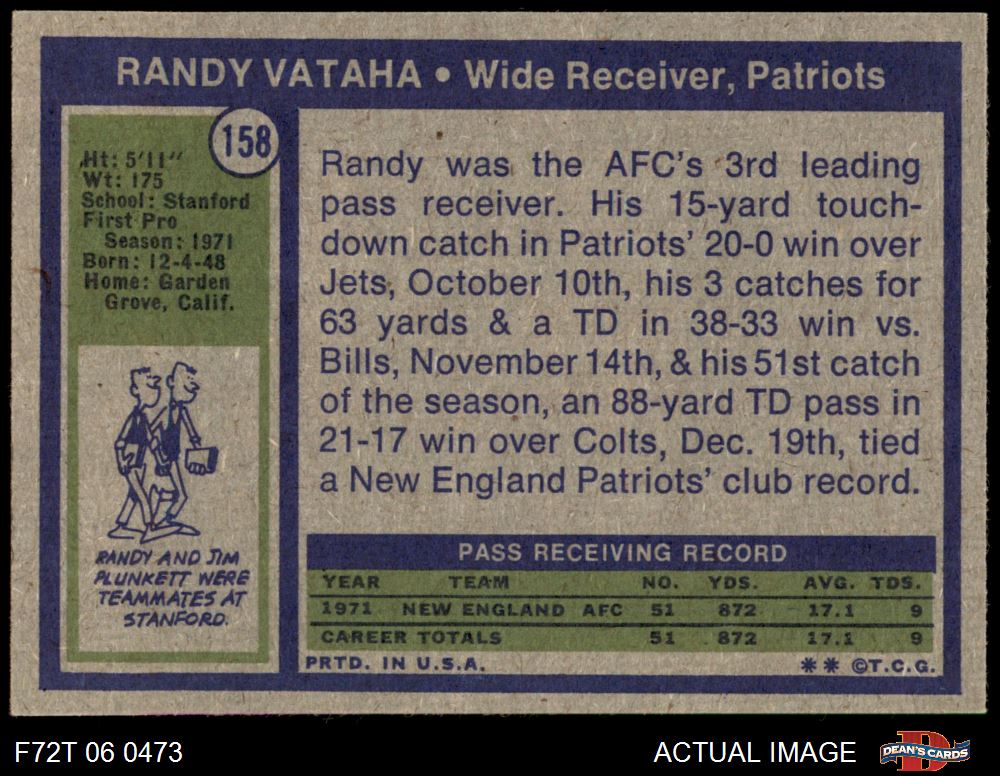 RANDY VATAHA • Wide Receiver, Patriots
158
Ht: 5'11"
Wt: 175
School: Stanford
First Pro
Season: 1971
Born: 12-4-48
Home: Garden
Grove, Calif.
RANDY AND JIM
PLUNKETT WERE
TEAMMATES AT
STANFORD.
Randy was the AFC's 3rd leading
pass receiver. His 15-yard touch-
down catch in Patriots' 20-0 win over
Jets, October 10th, his 3 catches for
63 yards & a TD in 38-33 win vs.
Bills, November 14th, & his 51st catch
of the season, an 88-yard TD pass in
21-17 win over Colts, Dec. 19th, tied
a New England Patriots' club record.
PASS RECEIVING RECORD
YEAR TEAM NO. YDS. AVG. TDS.
1971 NEW ENGLAND AFC 51 872 17.1 9
CAREER TOTALS 51 872 17.1 9
PRTD. IN U.S.A. ** ©T.C.G.
F72T 06 0473 ACTUAL IMAGE DEAN'S CARDS